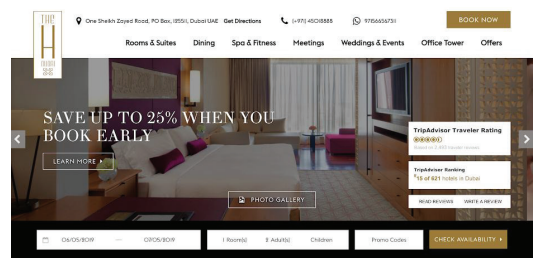 THE
H
DUBAI
One Sheikh Zayed Road, PO Box, 185511, Dubai UAE Get Directions
(+971) 45018888
971566567311
BOOK NOW
Rooms & Suites Dining Spa & Fitness Meetings Weddings & Events Office Tower Offers
SAVE UP TO 25% WHEN YOU
BOOK EARLY
LEARN MORE
TripAdvisor Traveler Rating
TripAdvisor Ranking
#15 of 621 hotels in Dubai
READ REVIEWS WRITE A REVIEW
PHOTO GALLERY
06/05/2019 — 07/05/2019 1 Room(s) 2 Adult(s) Children Promo Codes CHECK AVAILABILITY